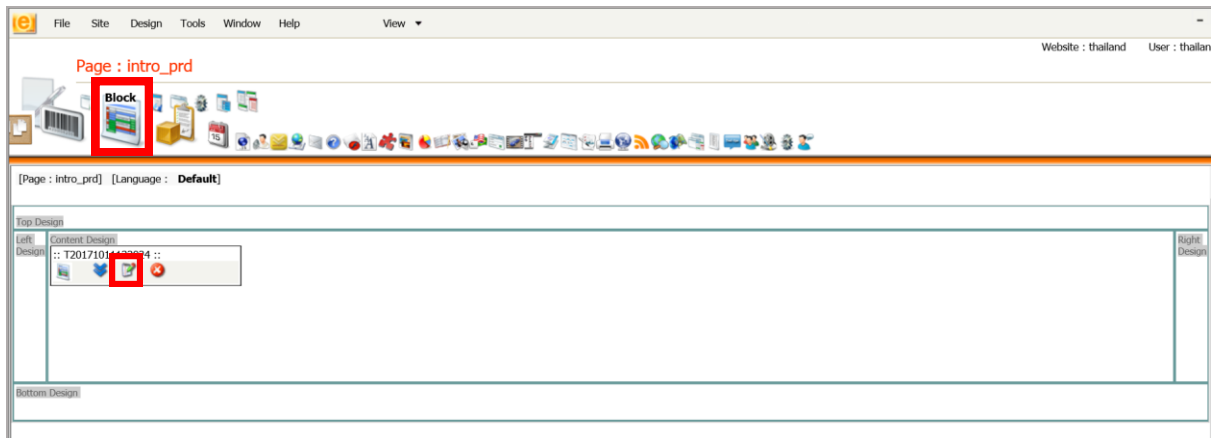 File Site Design Tools Window Help View
Website : thailand User : thailan
Page : intro_prd
Block
15
[Page : intro_prd] [Language : Default]
Top Design
Left Design
Content Design
Right Design
:: :::
Bottom Design